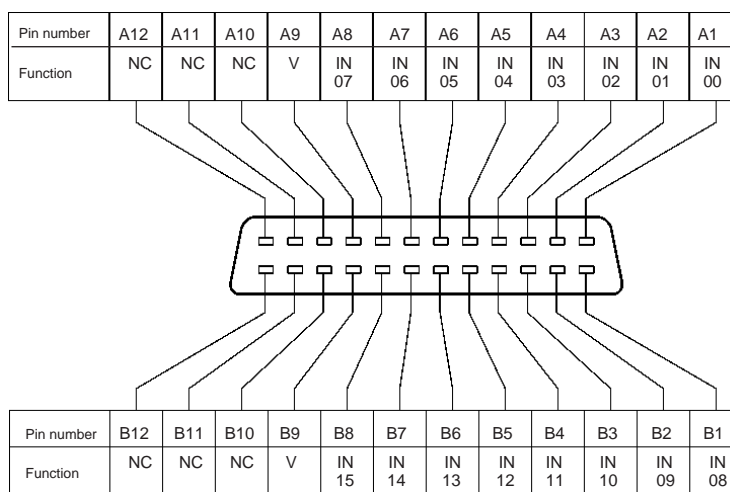 Pin number A12 A11 A10 A9 A8 A7 A6 A5 A4 A3 A2 A1
Function NC NC NC V IN 07 IN 06 IN 05 IN 04 IN 03 IN 02 IN 01 IN 00
Pin number B12 B11 B10 B9 B8 B7 B6 B5 B4 B3 B2 B1
Function NC NC NC V IN 15 IN 14 IN 13 IN 12 IN 11 IN 10 IN 09 IN 08